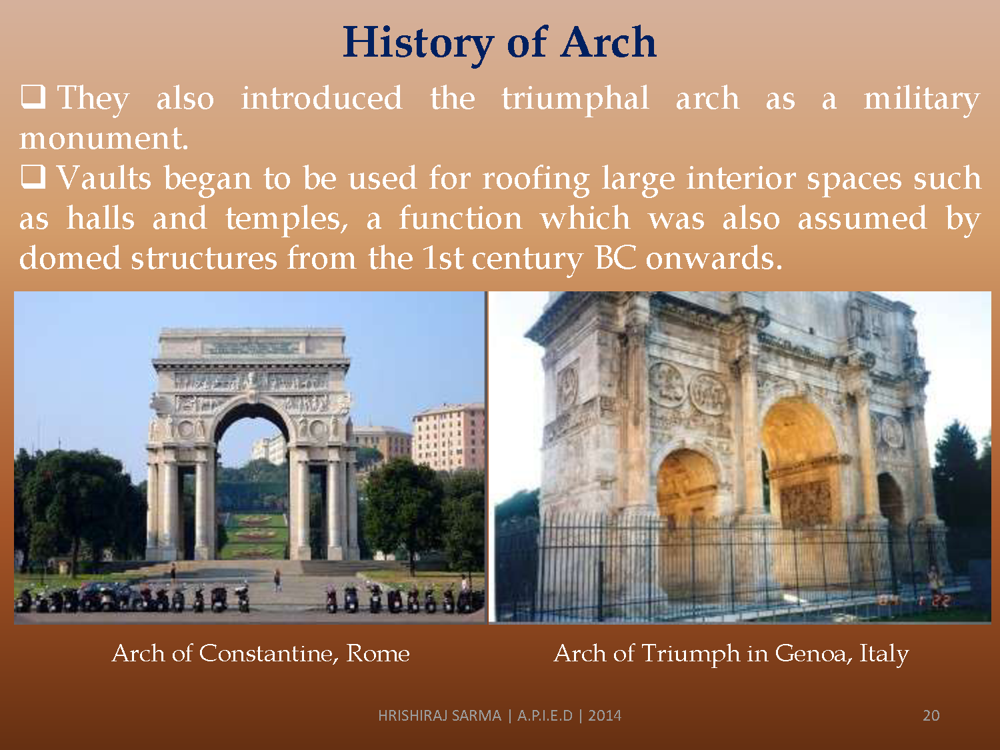 History of Arch
❑ They also introduced the triumphal arch as a military
monument.
❑ Vaults began to be used for roofing large interior spaces such
as halls and temples, a function which was also assumed by
domed structures from the 1st century BC onwards.
Arch of Constantine, Rome
Arch of Triumph in Genoa, Italy
HRISHIRAJ SARMA | A.P.I.E.D | 2014
20